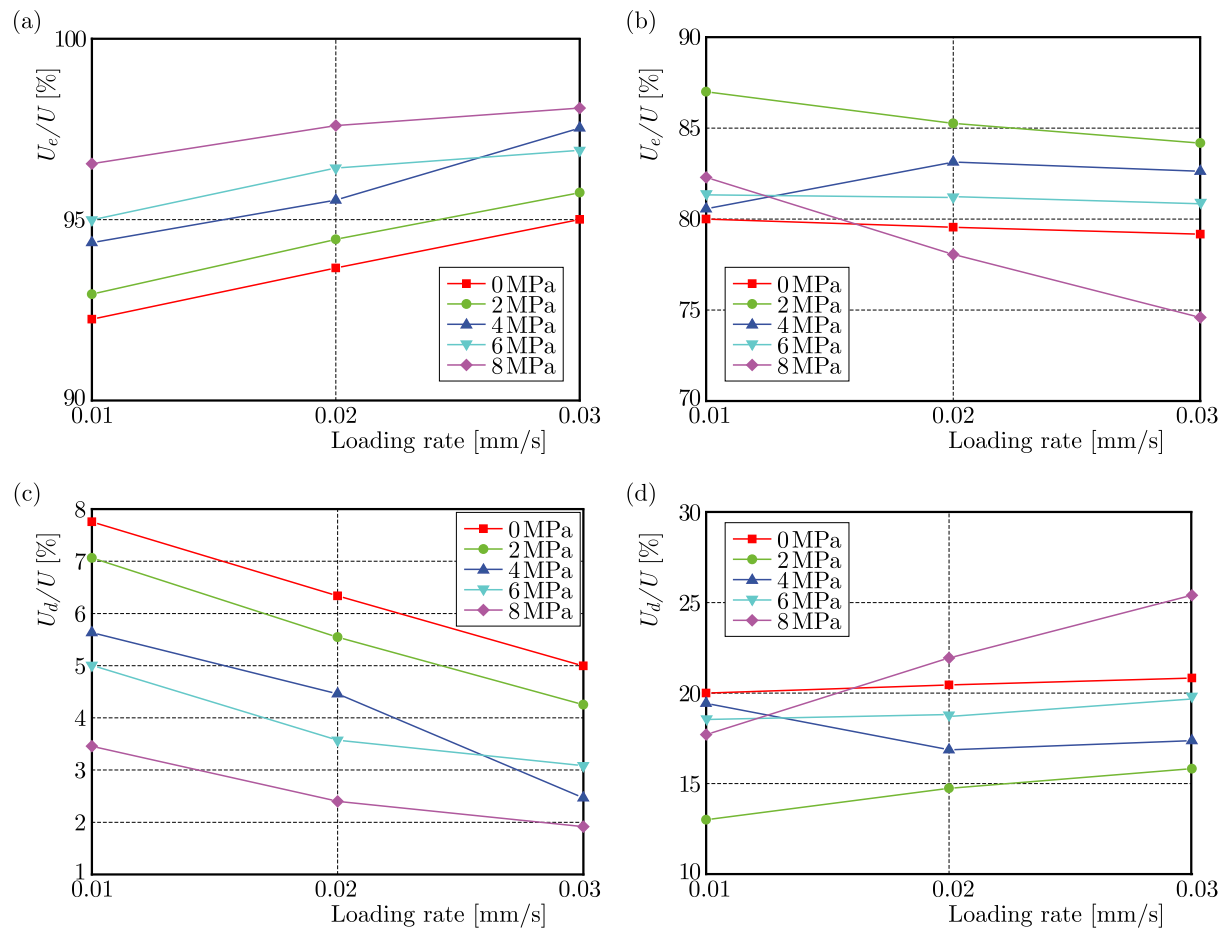 (a)
100
95
90
U_e/U [%]
0.01 0.02 0.03
Loading rate [mm/s]
0 MPa
2 MPa
4 MPa
6 MPa
8 MPa
(b)
90
85
80
75
70
U_e/U [%]
0.01 0.02 0.03
Loading rate [mm/s]
0 MPa
2 MPa
4 MPa
6 MPa
8 MPa
(c)
8
7
6
5
4
3
2
1
U_d/U [%]
0.01 0.02 0.03
Loading rate [mm/s]
0 MPa
2 MPa
4 MPa
6 MPa
8 MPa
(d)
30
25
20
15
10
U_d/U [%]
0.01 0.02 0.03
Loading rate [mm/s]
0 MPa
2 MPa
4 MPa
6 MPa
8 MPa